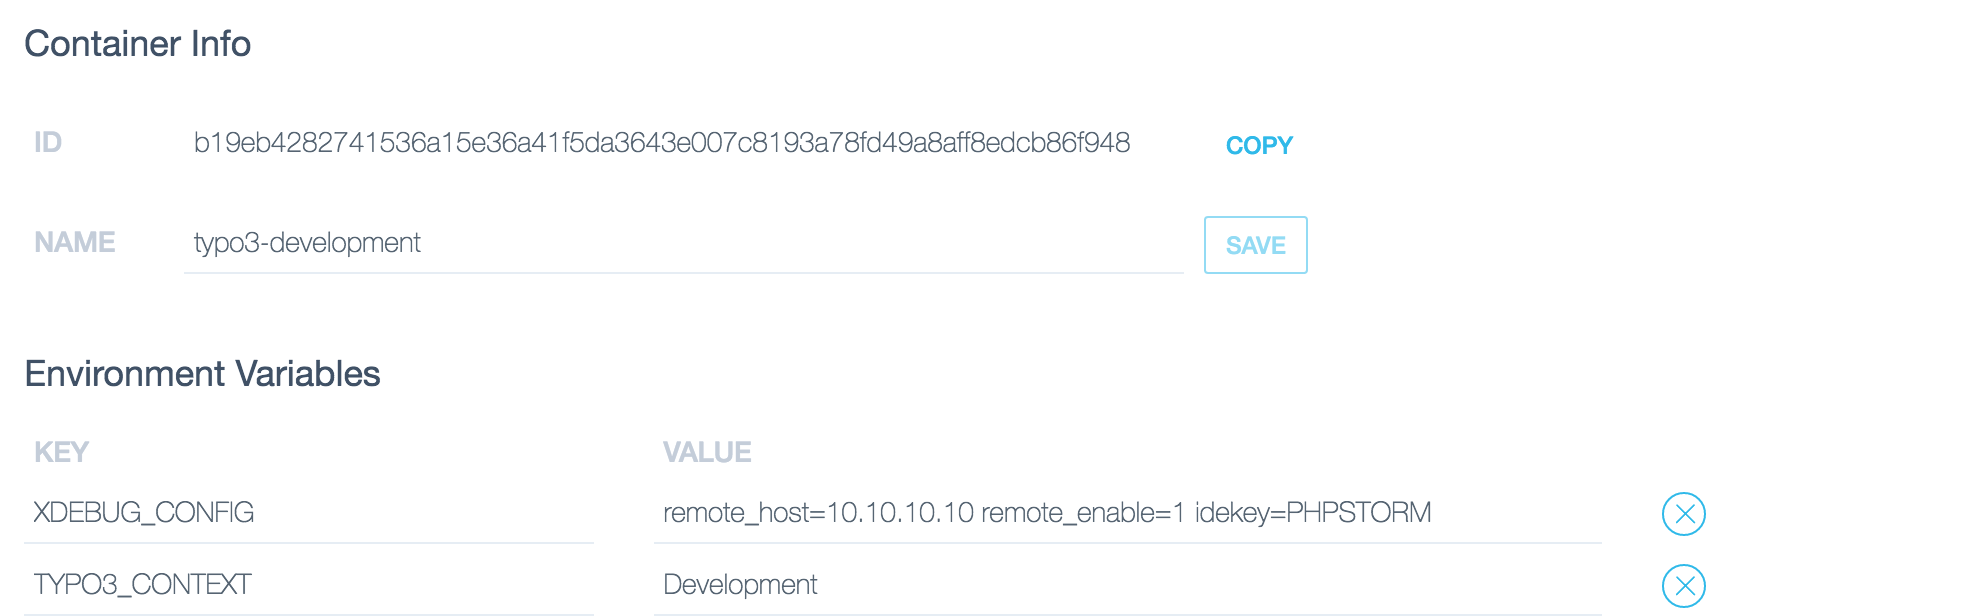 Container Info
ID b19eb4282741536a15e36a41f5da3643e007c8193a78fd49a8aff8edcb86f948 COPY
NAME typo3-development SAVE
Environment Variables
KEY VALUE
XDEBUG_CONFIG remote_host=10.10.10.10 remote_enable=1 idekey=PHPSTORM
TYPO3_CONTEXT Development